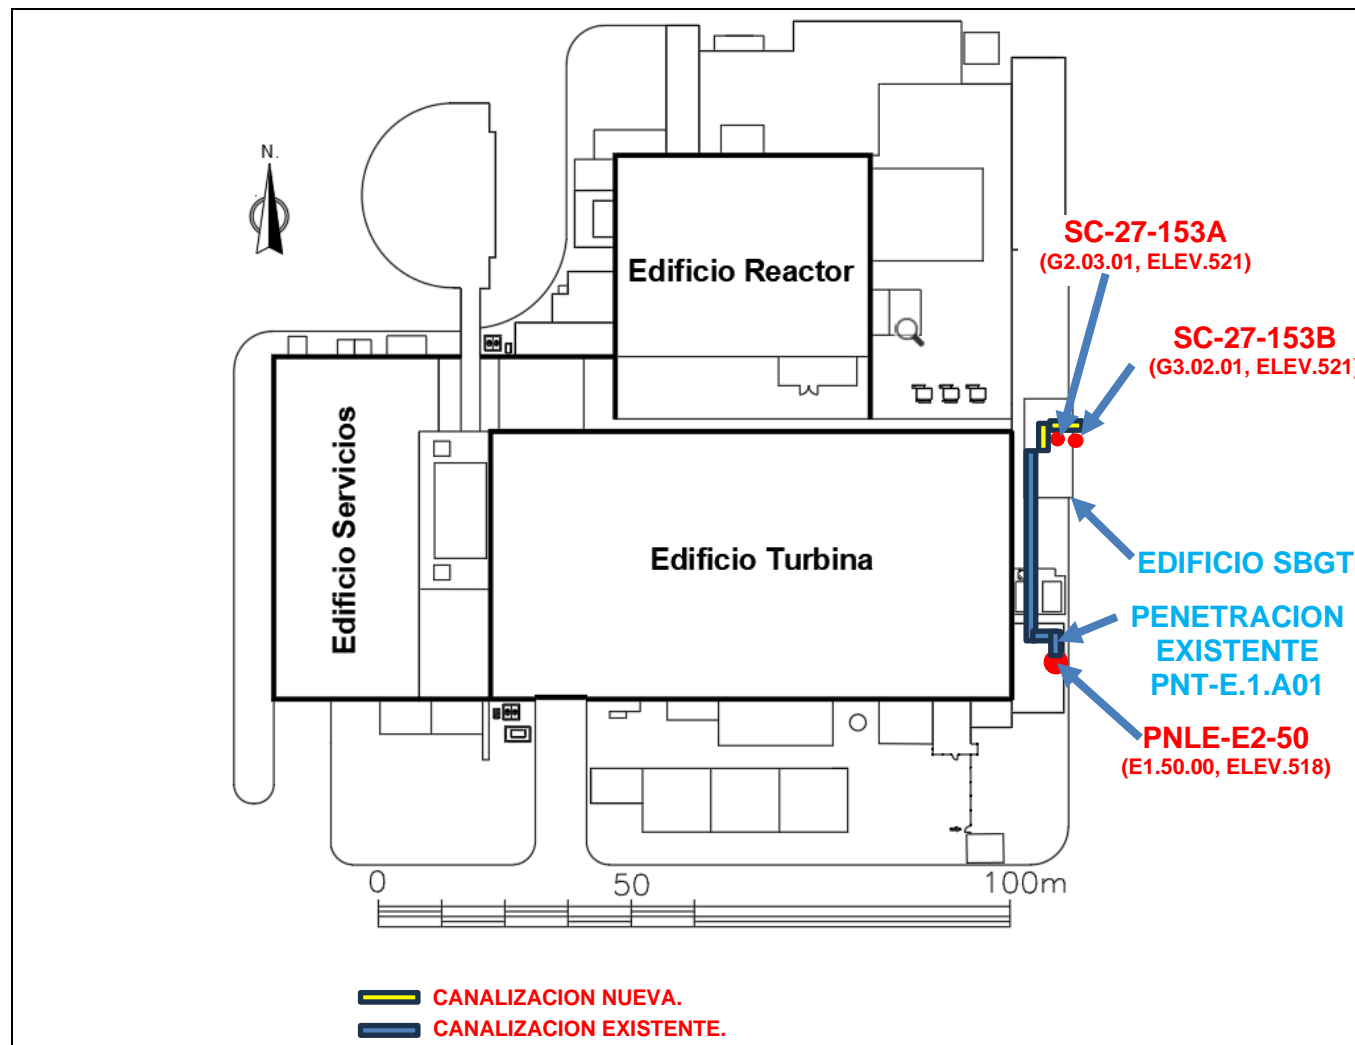 N.
SC-27-153A
(G2.03.01, ELEV.521)
Edificio Reactor
SC-27-153B
(G3.02.01, ELEV.521)
Edificio Servicios
Edificio Turbina
EDIFICIO SBGT
PENETRACION
EXISTENTE
PNT-E.1.A01
PNLE-E2-50
(E1.50.00, ELEV.518)
0 50 100m
CANALIZACION NUEVA.
CANALIZACION EXISTENTE.